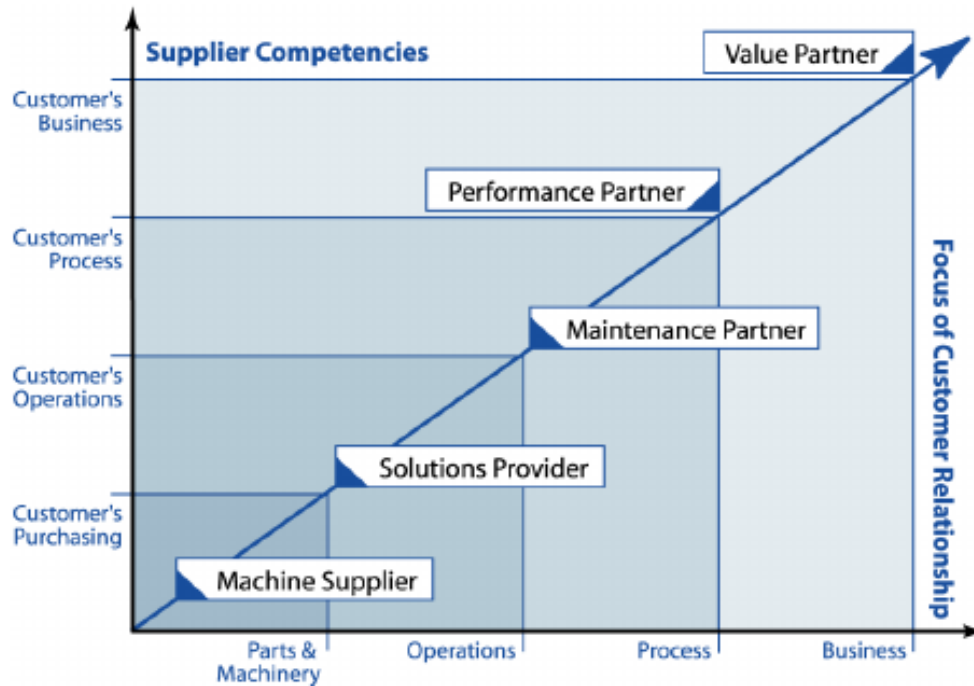 Supplier Competencies
Value Partner
Customer's
Business
Performance Partner
Customer's
Process
Focus of Customer Relationship
Maintenance Partner
Customer's
Operations
Solutions Provider
Customer's
Purchasing
Machine Supplier
Parts &
Machinery
Operations
Process
Business